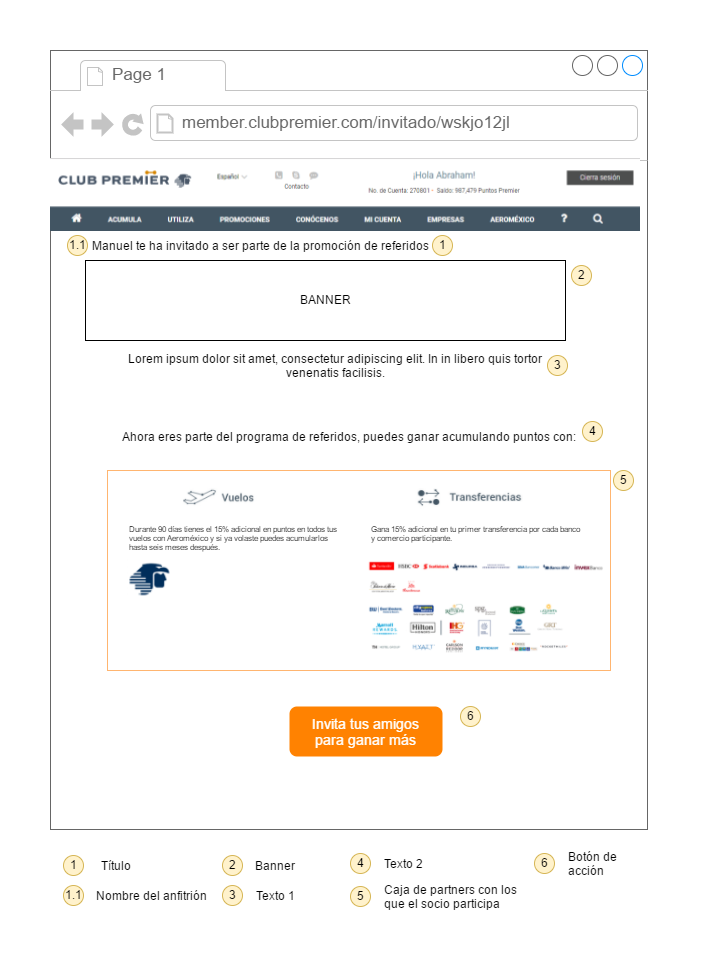 Page 1
member.clubpremier.com/invitado/wskjo12jl
CLUB PREMIER
Español
Contacto
¡Hola Abraham!
No. de Cuenta: 270801 - Saldo: 987,479 Puntos Premier
Cierra sesión
ACUMULA UTILIZA PROMOCIONES CONÓCENOS MI CUENTA EMPRESAS AEROMÉXICO ?
1.1 Manuel te ha invitado a ser parte de la promoción de referidos 1
2
BANNER
Lorem ipsum dolor sit amet, consectetur adipiscing elit. In in libero quis tortor
venenatis facilisis.
3
Ahora eres parte del programa de referidos, puedes ganar acumulando puntos con: 4
5
Vuelos
Durante 90 días tienes el 15% adicional en puntos en todos tus
vuelos con Aeroméxico y si ya volaste puedes acumularlos
hasta seis meses después.
Transferencias
Gana 15% adicional en tu primer transferencia por cada banco
y comercio participante.
HSBC Scotiabank
Hilton IHG
Invita tus amigos
para ganar más
6
1 Título
1.1 Nombre del anfitrión
2 Banner
3 Texto 1
4 Texto 2
5 Caja de partners con los
que el socio participa
6 Botón de
acción